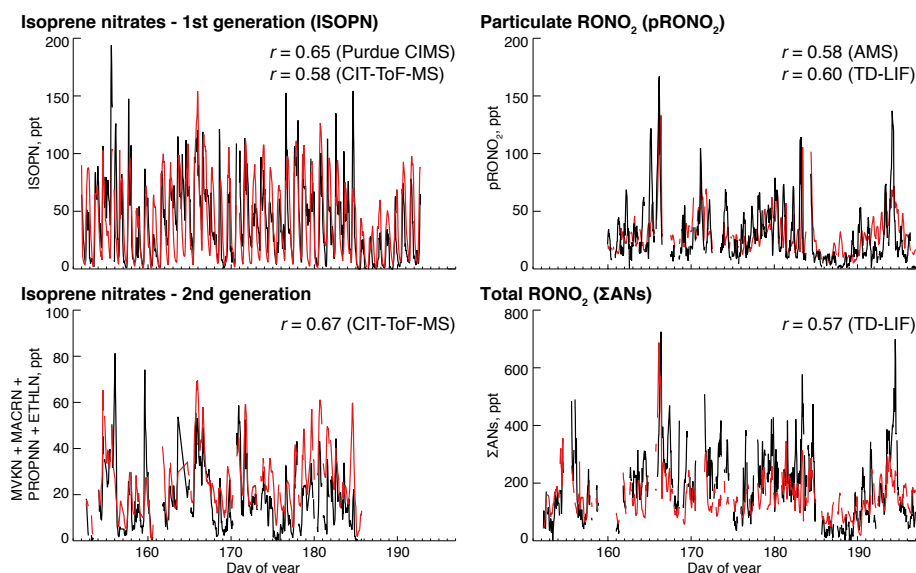 Isoprene nitrates - 1st generation (ISOPN)
r = 0.65 (Purdue CIMS)
r = 0.58 (CIT-ToF-MS)
200
150
100
50
0
ISOPN, ppt
Particulate RONO₂ (pRONO₂)
r = 0.58 (AMS)
r = 0.60 (TD-LIF)
200
150
100
50
0
pRONO₂, ppt
Isoprene nitrates - 2nd generation
r = 0.67 (CIT-ToF-MS)
100
80
60
40
20
0
MVKN + MACRN +
PROPNN + ETHLN, ppt
160 170 180 190
Day of year
Total RONO₂ (ΣANs)
r = 0.57 (TD-LIF)
800
600
400
200
0
ΣANs, ppt
160 170 180 190
Day of year